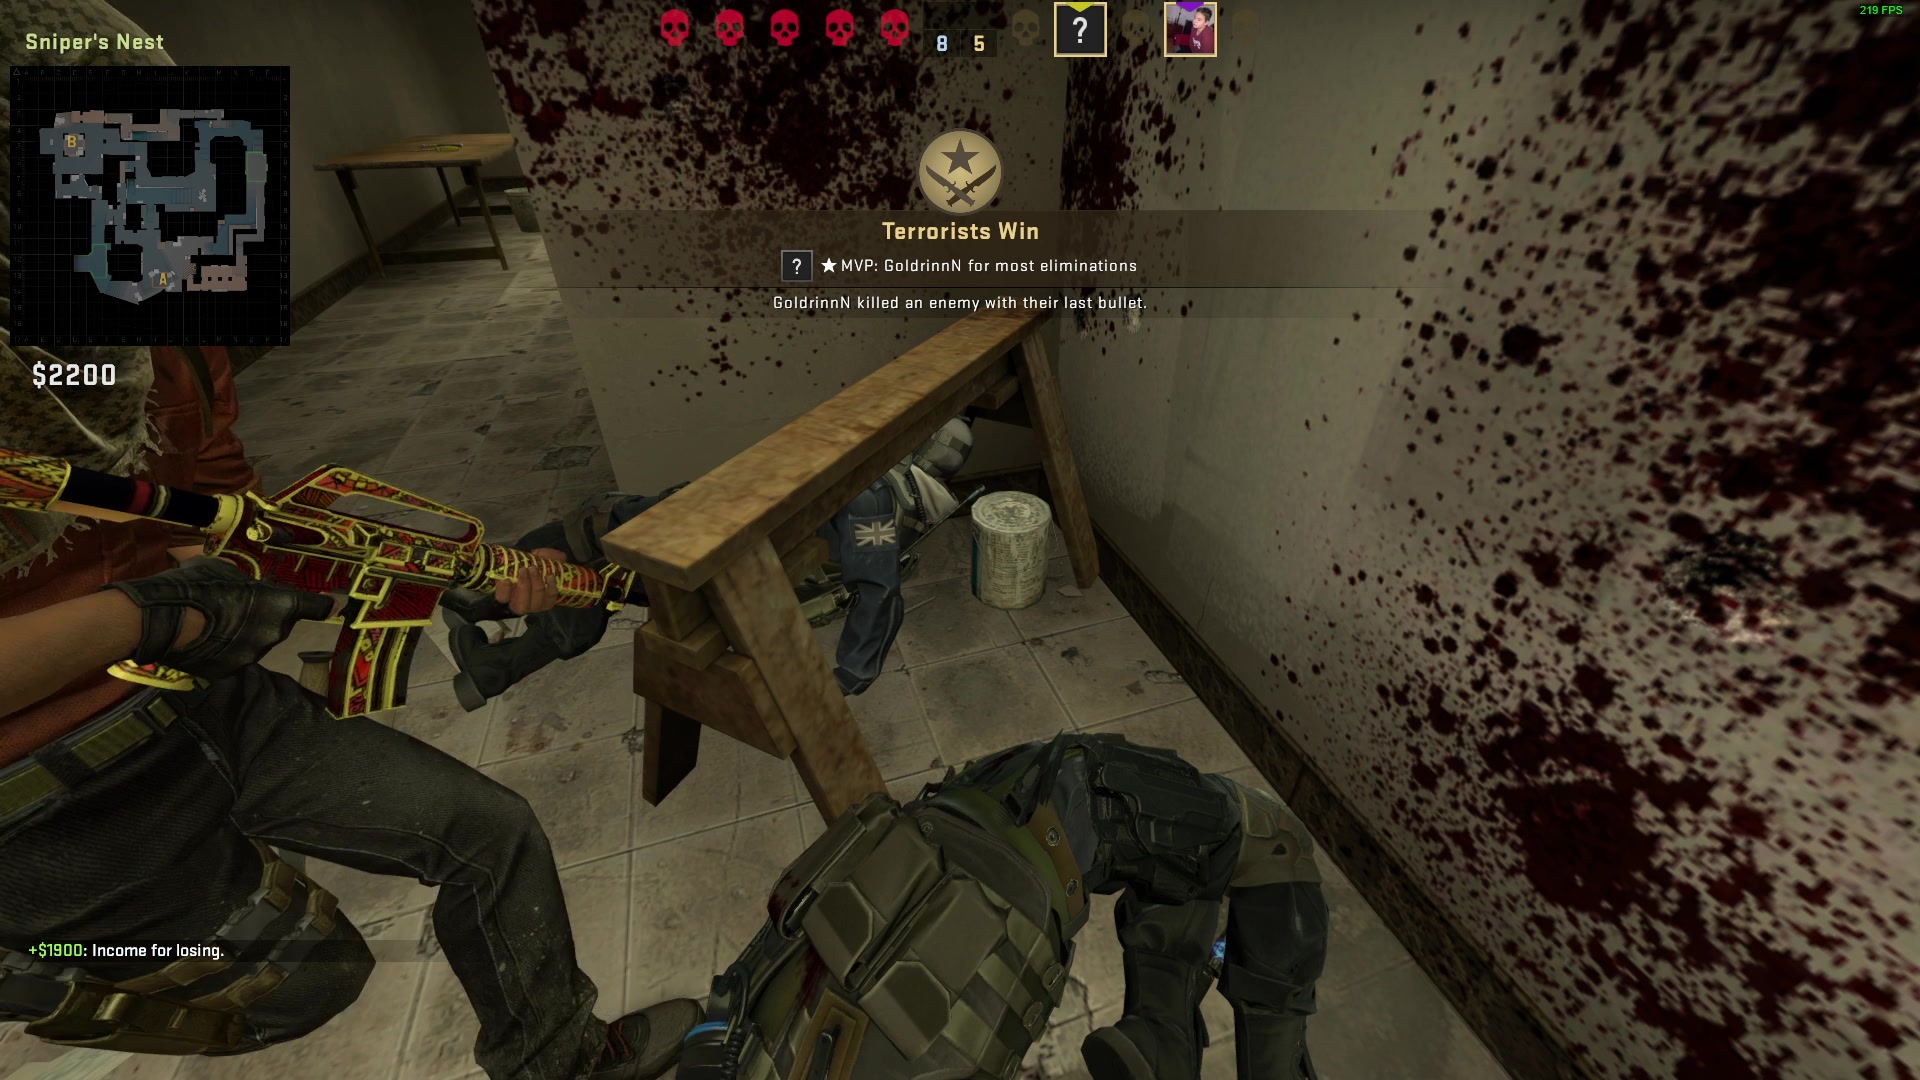 219 FPS
Sniper's Nest
8 5
?
B
A
Terrorists Win
? ★ MVP: GoldrinnN for most eliminations
GoldrinnN killed an enemy with their last bullet.
$2200
+$1900: Income for losing.